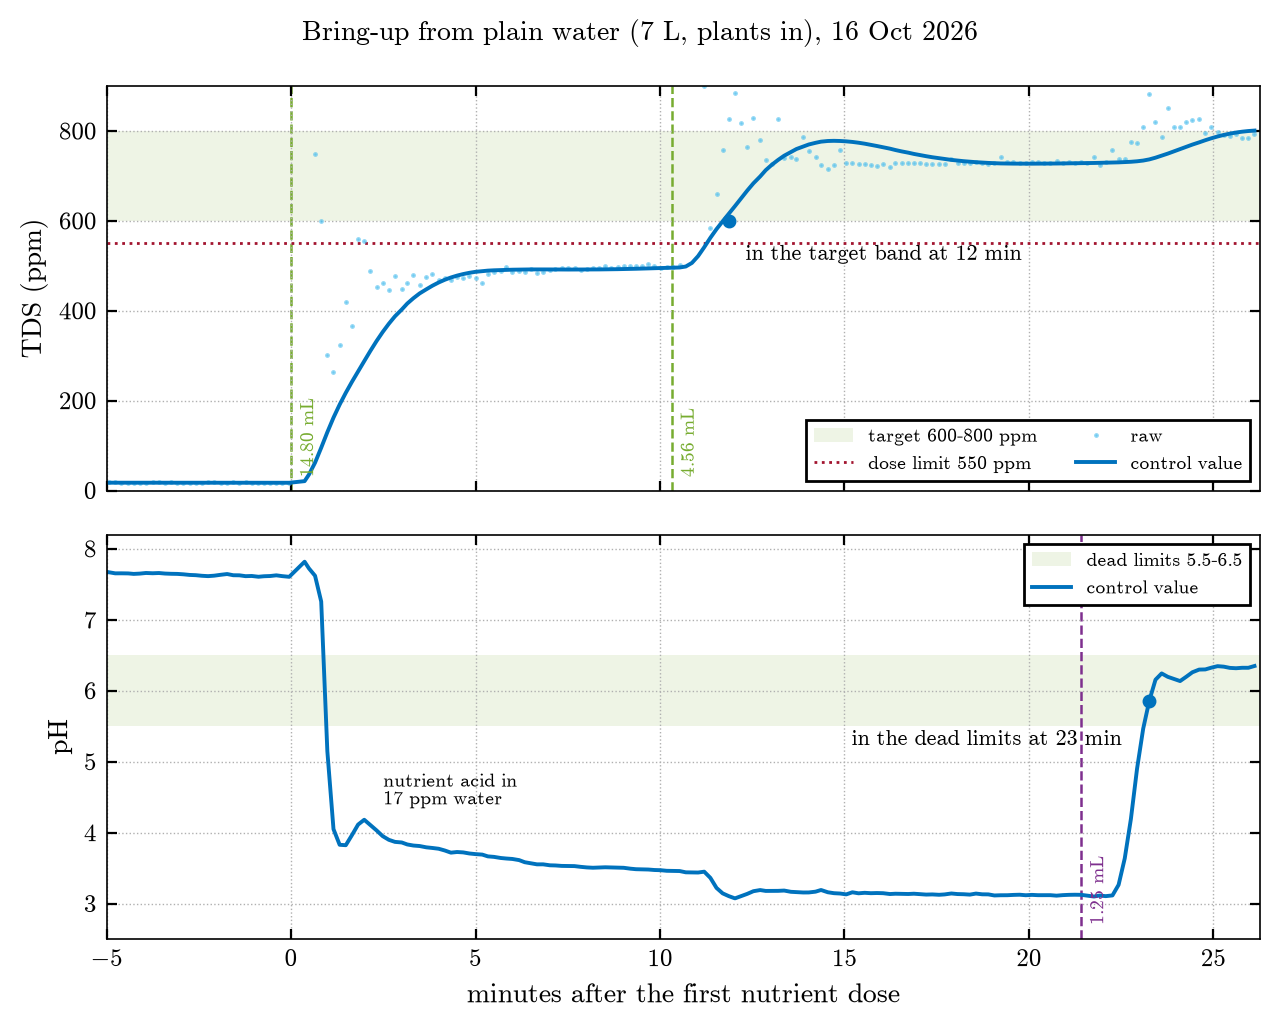 Bring-up from plain water (7 L, plants in), 16 Oct 2026
TDS (ppm)
800
600
400
200
0
14.80 mL
4.56 mL
in the target band at 12 min
target 600-800 ppm
raw
dose limit 550 ppm
control value
pH
8
7
6
5
4
3
dead limits 5.5-6.5
control value
in the dead limits at 23 min
nutrient acid in
17 ppm water
1.25 mL
−5
0
5
10
15
20
25
minutes after the first nutrient dose